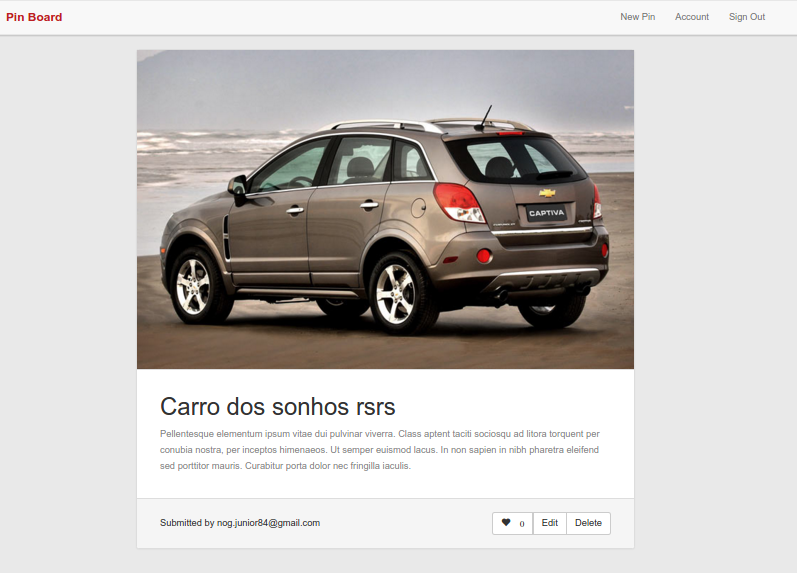 Pin Board
New Pin Account Sign Out
CAPTIVA
Carro dos sonhos rsrs
Pellentesque elementum ipsum vitae dui pulvinar viverra. Class aptent taciti sociosqu ad litora torquent per
conubia nostra, per inceptos himenaeos. Ut semper euismod lacus. In non sapien in nibh pharetra eleifend
sed porttitor mauris. Curabitur porta dolor nec fringilla iaculis.
Submitted by nog.junior84@gmail.com
0 Edit Delete